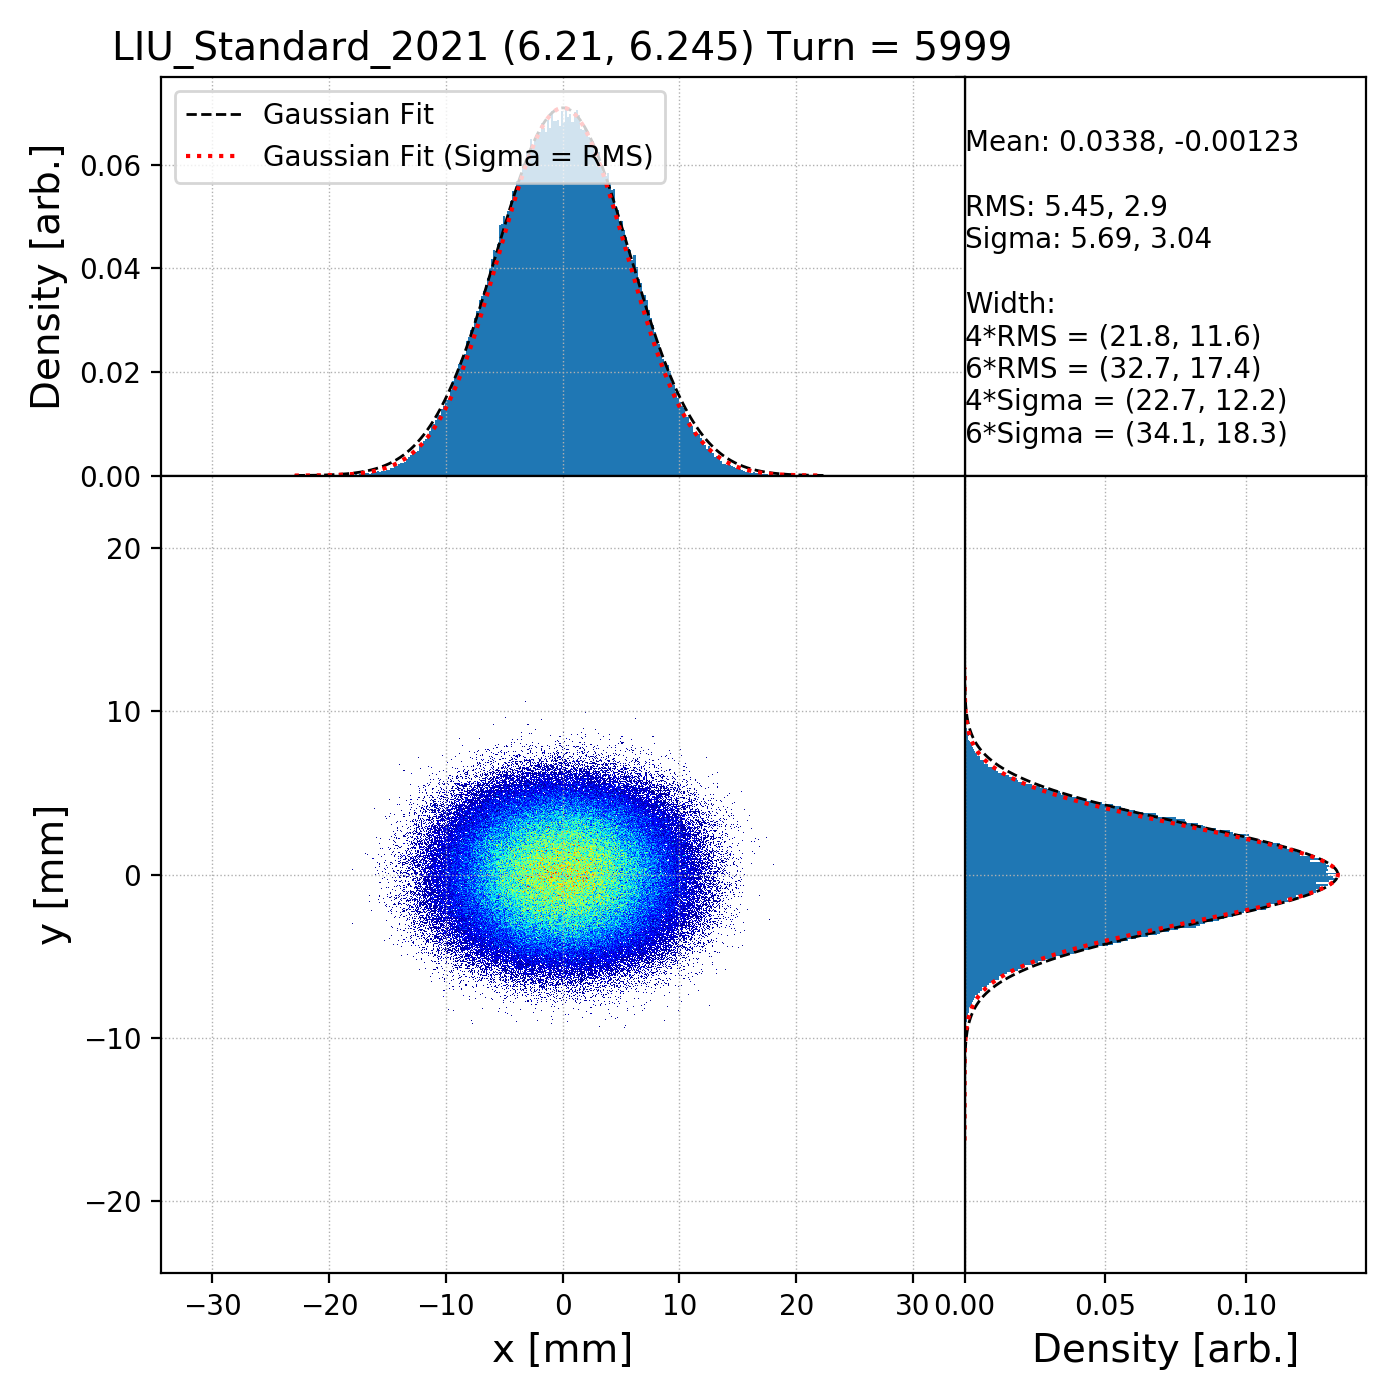 LIU_Standard_2021 (6.21, 6.245) Turn = 5999
Gaussian Fit
Gaussian Fit (Sigma = RMS)
Density [arb.]
0.06
0.04
0.02
0.00
Mean: 0.0338, -0.00123
RMS: 5.45, 2.9
Sigma: 5.69, 3.04
Width:
4*RMS = (21.8, 11.6)
6*RMS = (32.7, 17.4)
4*Sigma = (22.7, 12.2)
6*Sigma = (34.1, 18.3)
y [mm]
20
10
0
−10
−20
−30 −20 −10 0 10 20 30
x [mm]
0.00 0.05 0.10
Density [arb.]